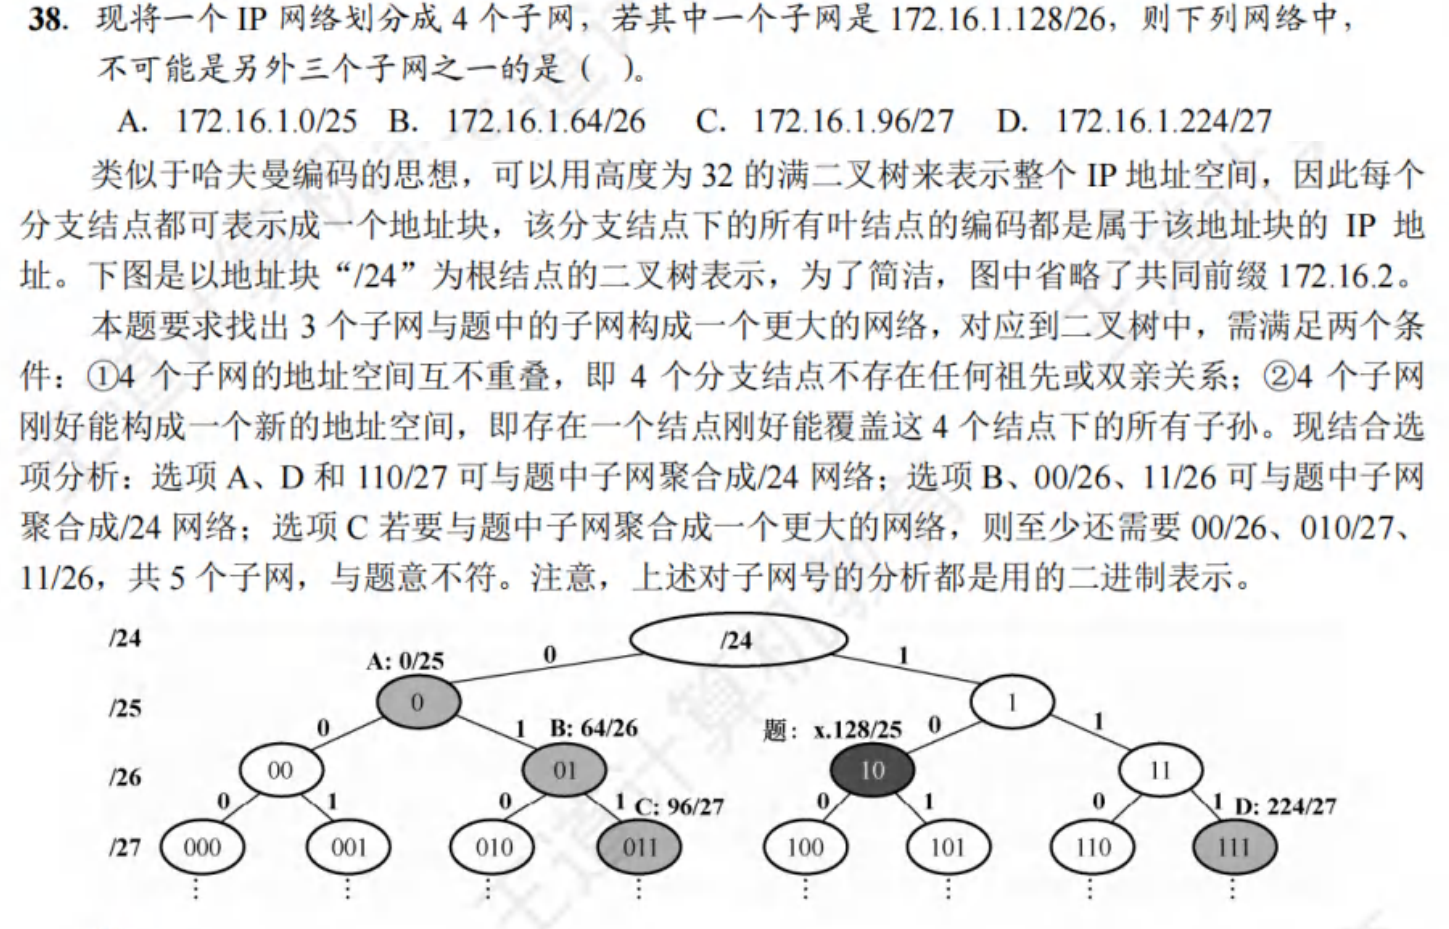 38. 现将一个 IP 网络划分成 4 个子网，若其中一个子网是 172.16.1.128/26，则下列网络中，
不可能是另外三个子网之一的是（ ）。
A. 172.16.1.0/25 B. 172.16.1.64/26 C. 172.16.1.96/27 D. 172.16.1.224/27
类似于哈夫曼编码的思想，可以用高度为 32 的满二叉树来表示整个 IP 地址空间，因此每个
分支结点都可表示成一个地址块，该分支结点下的所有叶结点的编码都是属于该地址块的 IP 地
址。下图是以地址块“/24”为根结点的二叉树表示，为了简洁，图中省略了共同前缀 172.16.2。
本题要求找出 3 个子网与题中的子网构成一个更大的网络，对应到二叉树中，需满足两个条
件：①4 个子网的地址空间互不重叠，即 4 个分支结点不存在任何祖先或双亲关系；②4 个子网
刚好能构成一个新的地址空间，即存在一个结点刚好能覆盖这 4 个结点下的所有子孙。现结合选
项分析：选项 A、D 和 110/27 可与题中子网聚合成/24 网络；选项 B、00/26、11/26 可与题中子网
聚合成/24 网络；选项 C 若要与题中子网聚合成一个更大的网络，则至少还需要 00/26、010/27、
11/26，共 5 个子网，与题意不符。注意，上述对子网号的分析都是用的二进制表示。
/24 /24
A: 0/25 0 1
/25 0 1
0 1 B: 64/26 题：x.128/25 0 1
/26 00 01 10 11
0 1 0 1 C: 96/27 0 1 0 1 D: 224/27
/27 000 001 010 011 100 101 110 111
王道计算机教育